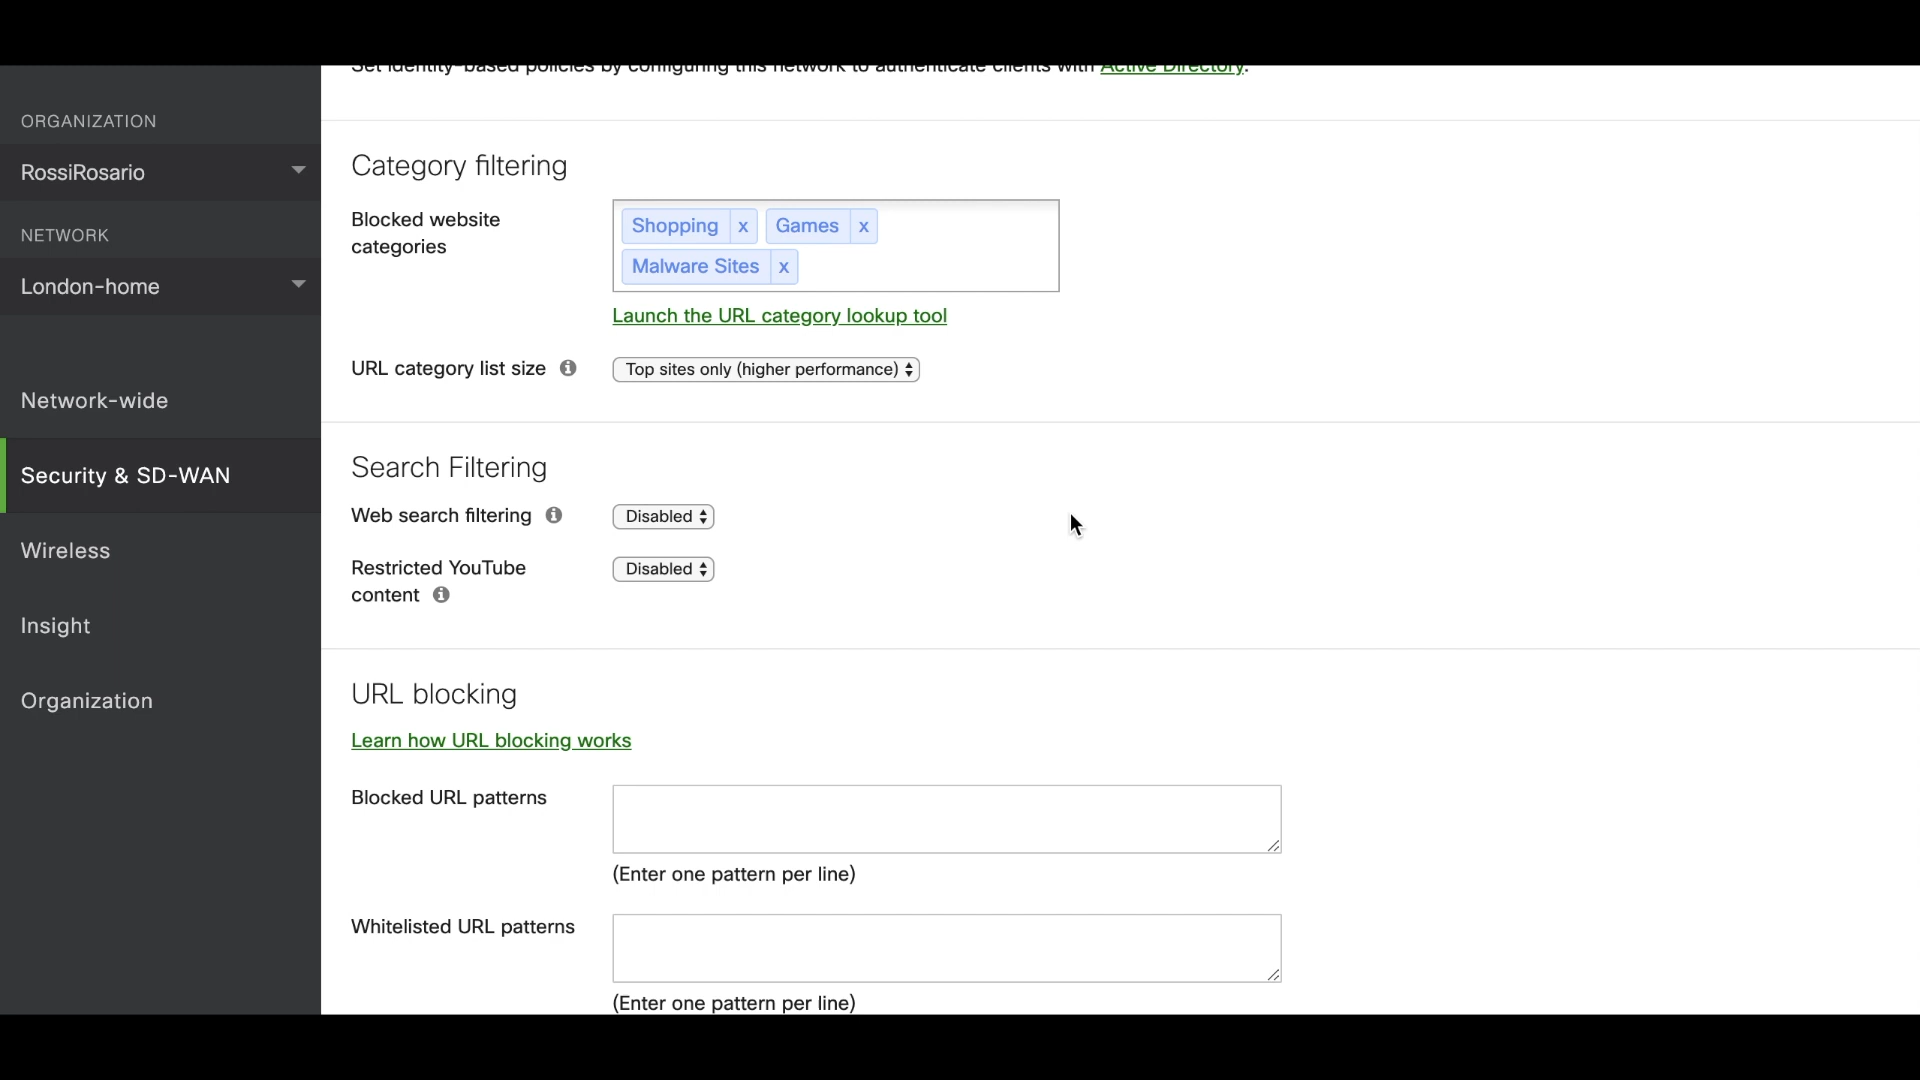 Set identity-based policies by configuring this network to authenticate clients with Active Directory.
ORGANIZATION
RossiRosario
NETWORK
London-home
Network-wide
Security & SD-WAN
Wireless
Insight
Organization
Category filtering
Blocked website
categories
Shopping x Games x
Malware Sites x
Launch the URL category lookup tool
URL category list size
Top sites only (higher performance)
Search Filtering
Web search filtering
Disabled
Restricted YouTube
content
Disabled
URL blocking
Learn how URL blocking works
Blocked URL patterns
(Enter one pattern per line)
Whitelisted URL patterns
(Enter one pattern per line)